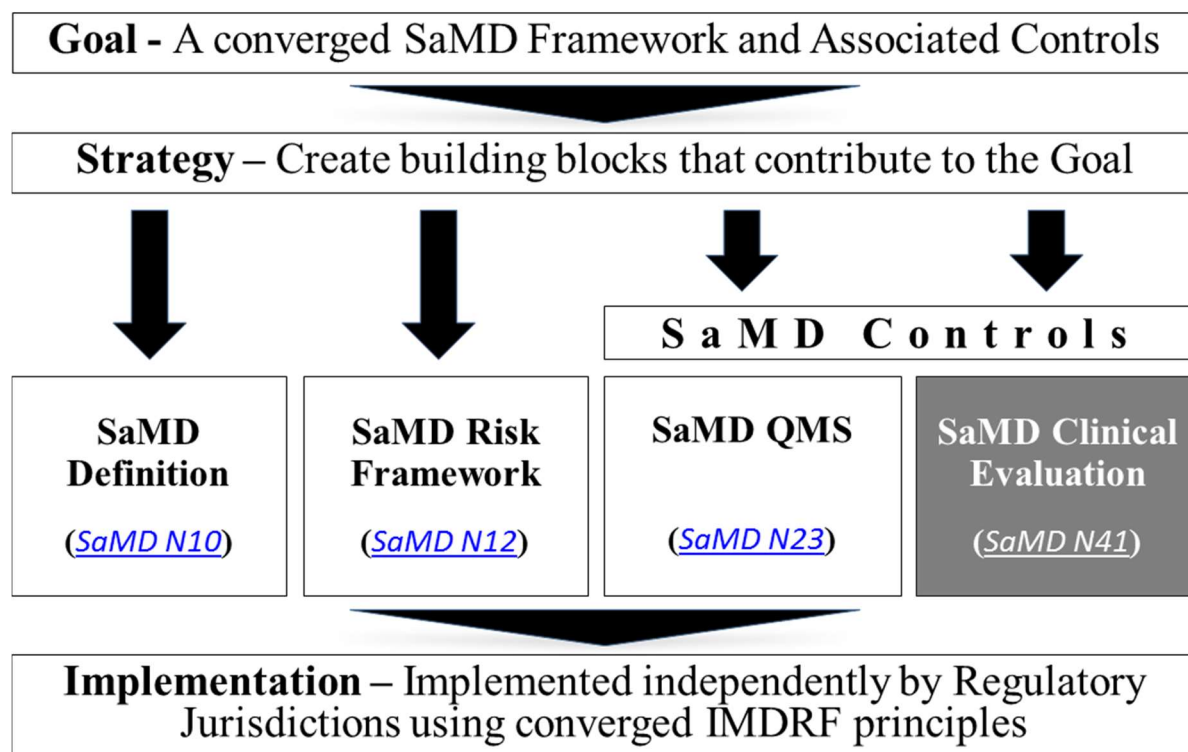 Goal - A converged SaMD Framework and Associated Controls
Strategy – Create building blocks that contribute to the Goal
SaMD Controls
SaMD
Definition
(SaMD N10)
SaMD Risk
Framework
(SaMD N12)
SaMD QMS
(SaMD N23)
SaMD Clinical
Evaluation
(SaMD N41)
Implementation – Implemented independently by Regulatory
Jurisdictions using converged IMDRF principles